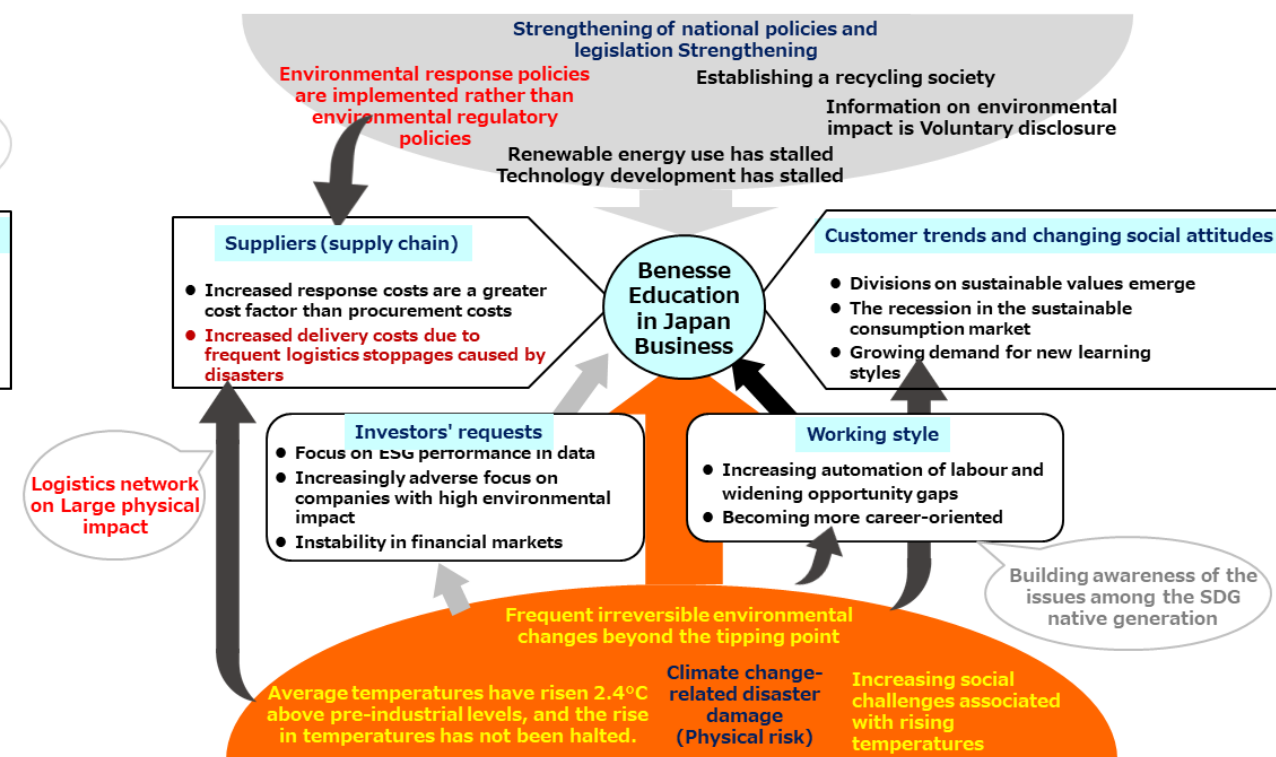 Strengthening of national policies and
legislation Strengthening
Environmental response policies
are implemented rather than
environmental regulatory
policies
Establishing a recycling society
Information on environmental
impact is Voluntary disclosure
Renewable energy use has stalled
Technology development has stalled
Suppliers (supply chain)
● Increased response costs are a greater
cost factor than procurement costs
● Increased delivery costs due to
frequent logistics stoppages caused by
disasters
Benesse
Education
in Japan
Business
Customer trends and changing social attitudes
● Divisions on sustainable values emerge
● The recession in the sustainable
consumption market
● Growing demand for new learning
styles
Investors' requests
● Focus on ESG performance in data
● Increasingly adverse focus on
companies with high environmental
impact
● Instability in financial markets
Working style
● Increasing automation of labour and
widening opportunity gaps
● Becoming more career-oriented
Logistics network
on Large physical
impact
Building awareness of the
issues among the SDG
native generation
Frequent irreversible environmental
changes beyond the tipping point
Average temperatures have risen 2.4°C
above pre-industrial levels, and the rise
in temperatures has not been halted.
Climate change-
related disaster
damage
(Physical risk)
Increasing social
challenges associated
with rising
temperatures